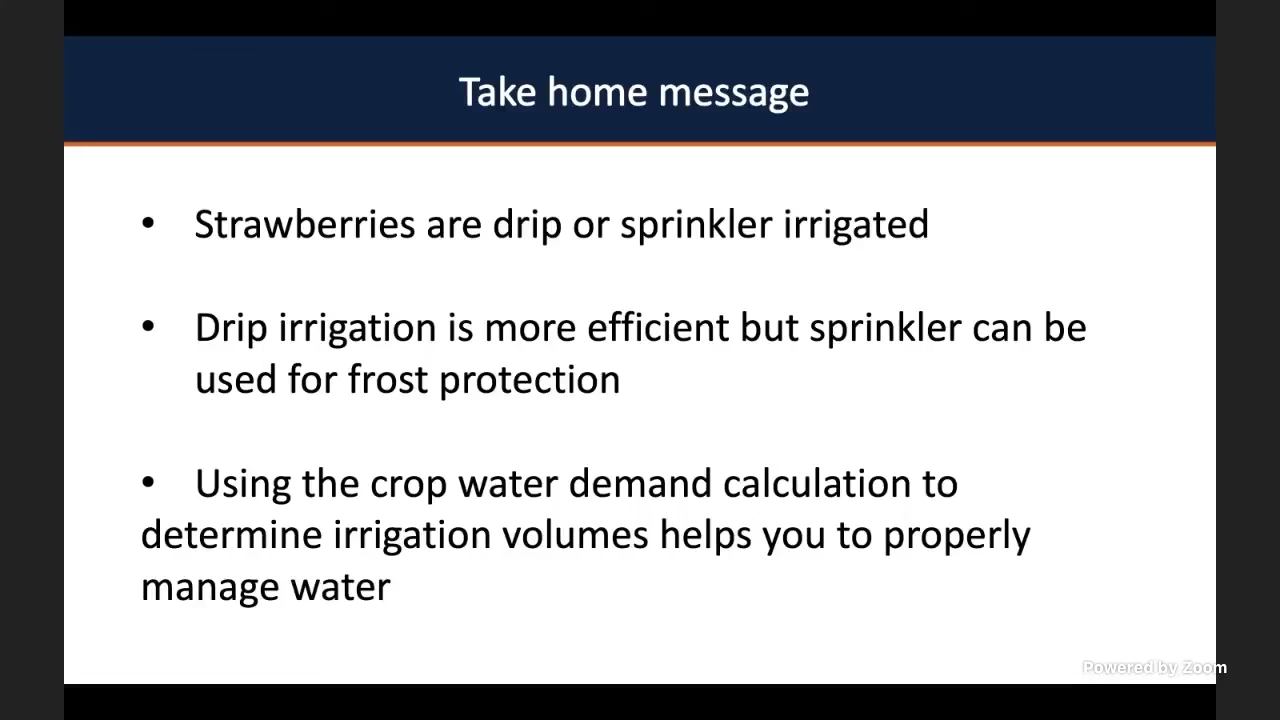 Take home message
• Strawberries are drip or sprinkler irrigated
• Drip irrigation is more efficient but sprinkler can be
used for frost protection
• Using the crop water demand calculation to
determine irrigation volumes helps you to properly
manage water
Powered by Zoom